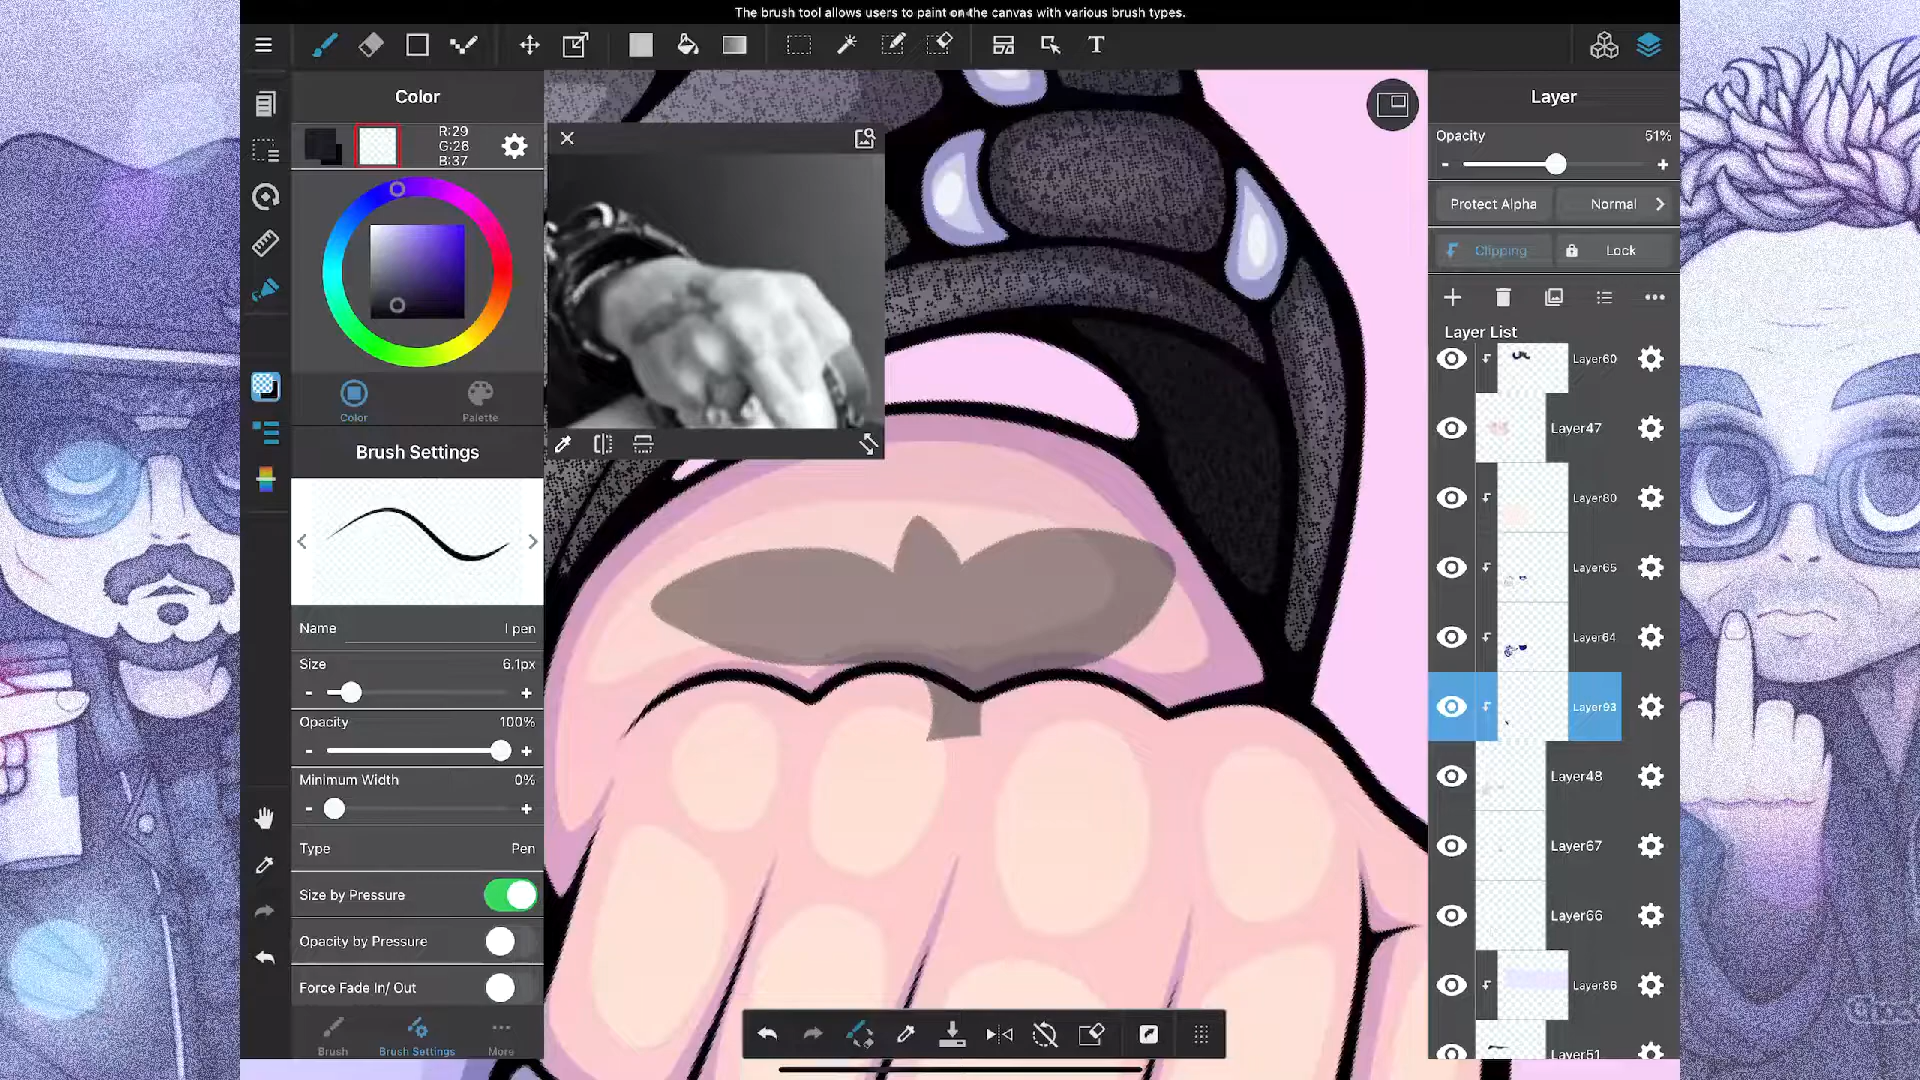 The brush tool allows users to paint on the canvas with various brush types.
T
Color
R:29
G:26
B:37
Color
Palette
Brush Settings
Name
I pen
Size
6.1px
-
+
Opacity
100%
-
+
Minimum Width
0%
-
+
Type
Pen
Size by Pressure
Opacity by Pressure
Force Fade In/ Out
Brush
Brush Settings
More
Layer
Opacity
51%
-
+
Protect Alpha
Normal
Clipping
Lock
Layer List
Layer60
Layer47
Layer80
Layer65
Layer64
Layer93
Layer48
Layer67
Layer66
Layer86
Layer51